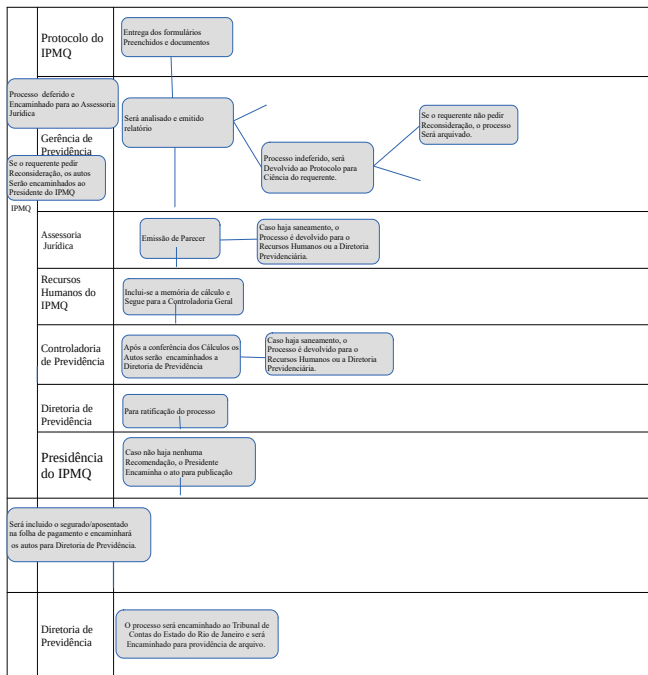 Protocolo do
IPMQ
Entrega dos formulários
Preenchidos e documentos
Processo deferido e
Encaminhado para ao Assessoria
Jurídica
Será analisado e emitido
relatório
Se o requerente não pedir
Reconsideração, o processo
Será arquivado.
Gerência de
Previdência
Processo indeferido, será
Devolvido ao Protocolo para
Ciência do requerente.
Se o requerente pedir
Reconsideração, os autos
Serão encaminhados ao
Presidente do IPMQ
IPMQ
Assessoria
Jurídica
Emissão de Parecer
Caso haja saneamento, o
Processo é devolvido para o
Recursos Humanos ou a Diretoria
Previdenciária.
Recursos
Humanos do
IPMQ
Inclui-se a memória de cálculo e
Segue para a Controladoria Geral
Controladoria
de Previdência
Após a conferência dos Cálculos os
Autos serão encaminhados a
Diretoria de Previdência
Caso haja saneamento, o
Processo é devolvido para o
Recursos Humanos ou a Diretoria
Previdenciária.
Diretoria de
Previdência
Para ratificação do processo
Presidência
do IPMQ
Caso não haja nenhuma
Recomendação, o Presidente
Encaminha o ato para publicação
Será incluido o segurado/aposentado
na folha de pagamento e encaminhará
os autos para Diretoria de Previdência.
Diretoria de
Previdência
O processo será encaminhado ao Tribunal de
Contas do Estado do Rio de Janeiro e será
Encaminhado para providência de arquivo.